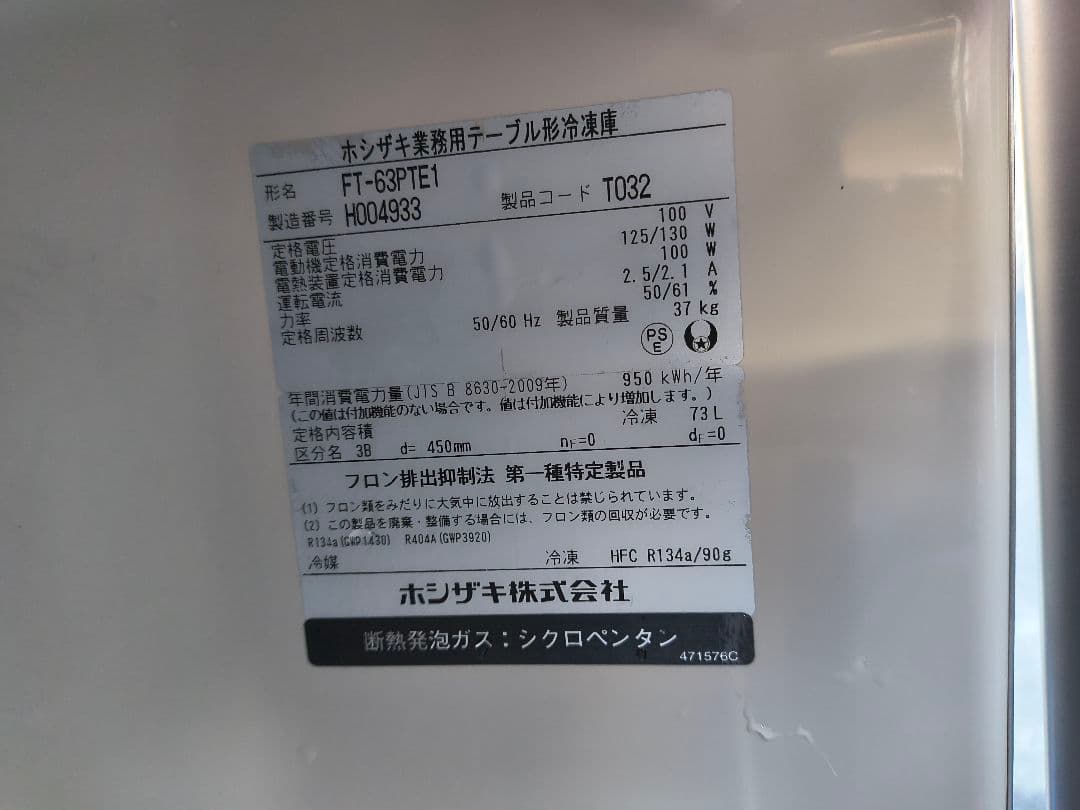 ホシザキ業務用テーブル形冷凍庫
形名 FT-63PTE1
製造番号 H004933 製品コード T032
定格電圧 100 V
電動機定格消費電力 125/130 W
電熱装置定格消費電力 100 W
運転電流 2.5/2.1 A
力率 50/61 %
定格周波数 50/60 Hz 製品質量 37 kg
PS
E
年間消費電力量(JIS B 8630-2009年) 950 kWh/年
(この値は付加機能のない場合です。値は付加機能により増加します。)
定格内容積 冷凍 73 L
区分名 3B d= 450mm nF=0 dF=0
フロン排出抑制法 第一種特定製品
(1) フロン類をみだりに大気中に放出することは禁じられています。
(2) この製品を廃棄・整備する場合には、フロン類の回収が必要です。
R134a(GWP1430) R404A(GWP3920)
冷媒 冷凍 HFC R134a/90g
ホシザキ株式会社
断熱発泡ガス:シクロペンタン
471576C